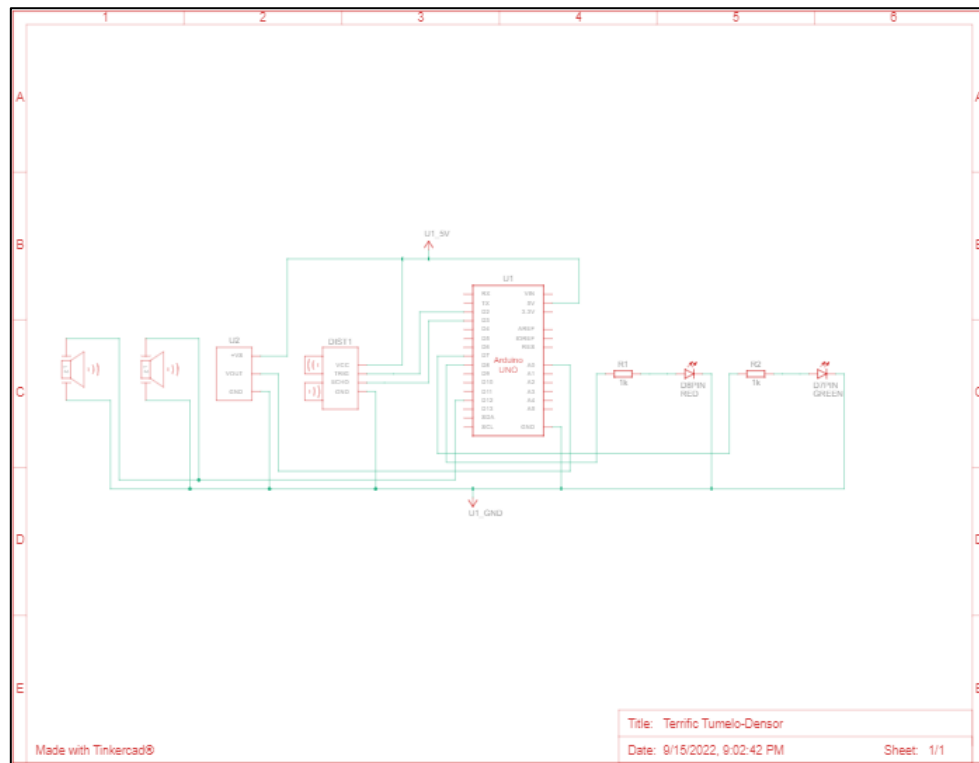 1 2 3 4 5 6
A
B
C
D
E
A
B
C
D
E
U1_5V
U1
RX
TX
D2
D3
D4
D5
D6
D7
D8
D9
D10
D11
D12
D13
SDA
SCL
VIN
5V
3.3V
AREF
IOREF
RES
A0
A1
A2
A3
A4
A5
GND
Arduino
UNO
U2
+VS
VOUT
GND
DIST1
VCC
TRIG
ECHO
GND
R1
1k
D8PIN
RED
R2
1k
D7PIN
GREEN
U1_GND
Title: Terrific Tumelo-Densor
Made with Tinkercad®
Date: 9/15/2022, 9:02:42 PM
Sheet: 1/1